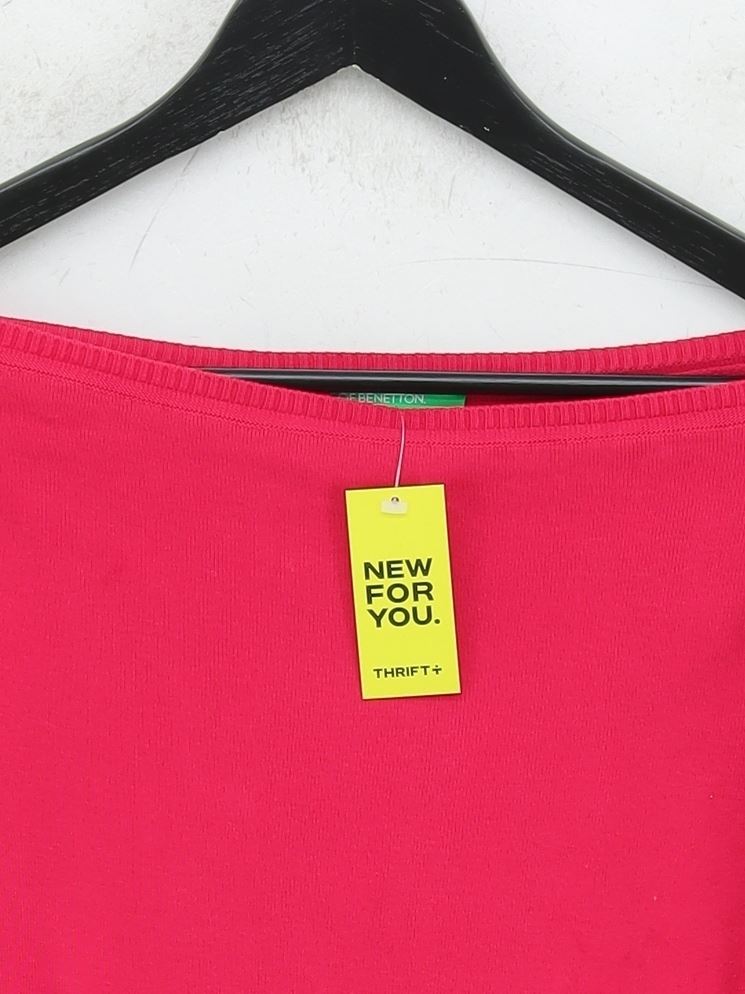 OF BENETTON.
NEW
FOR
YOU.
THRIFT+